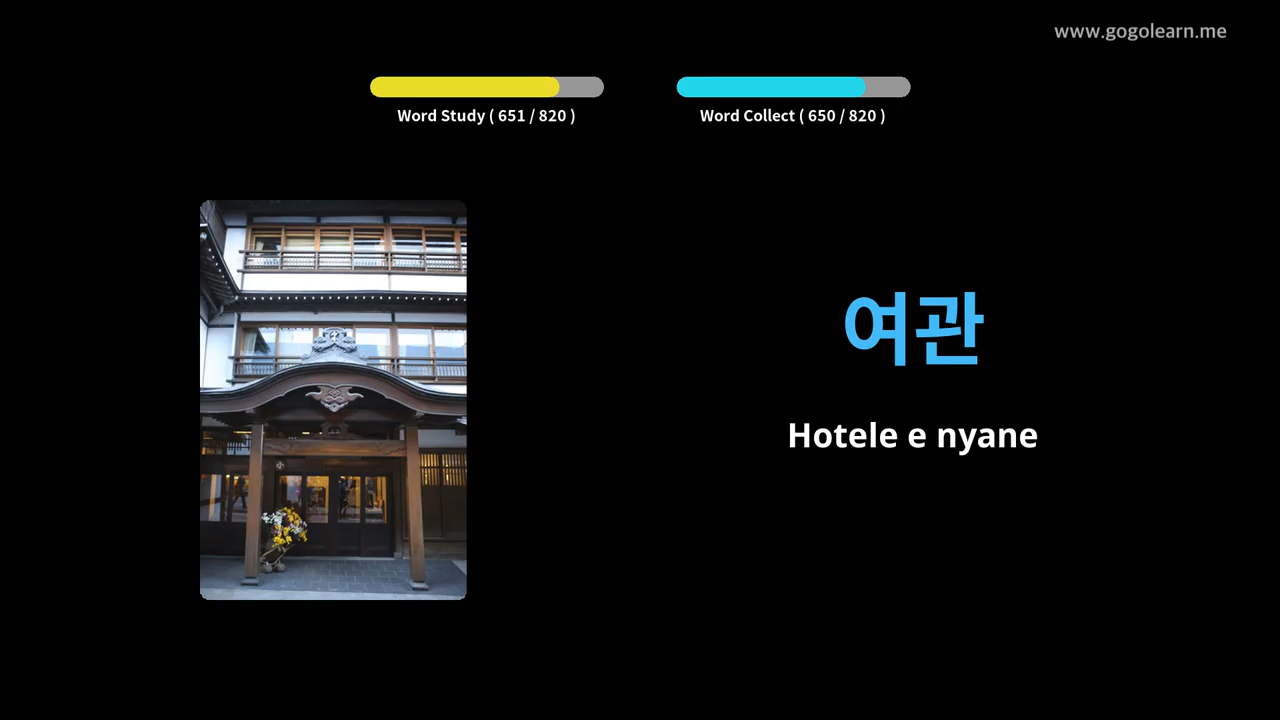 www.gogolearn.me
Word Study ( 651 / 820 )
Word Collect ( 650 / 820 )
여관
Hotele e nyane